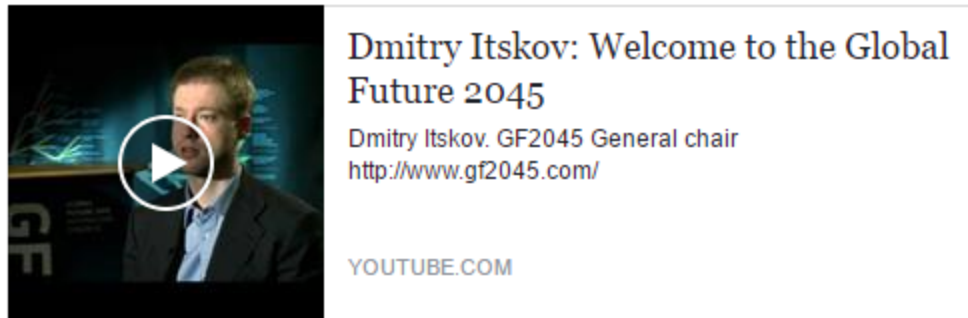 Dmitry Itskov: Welcome to the Global
Future 2045
Dmitry Itskov. GF2045 General chair
http://www.gf2045.com/
YOUTUBE.COM
GF